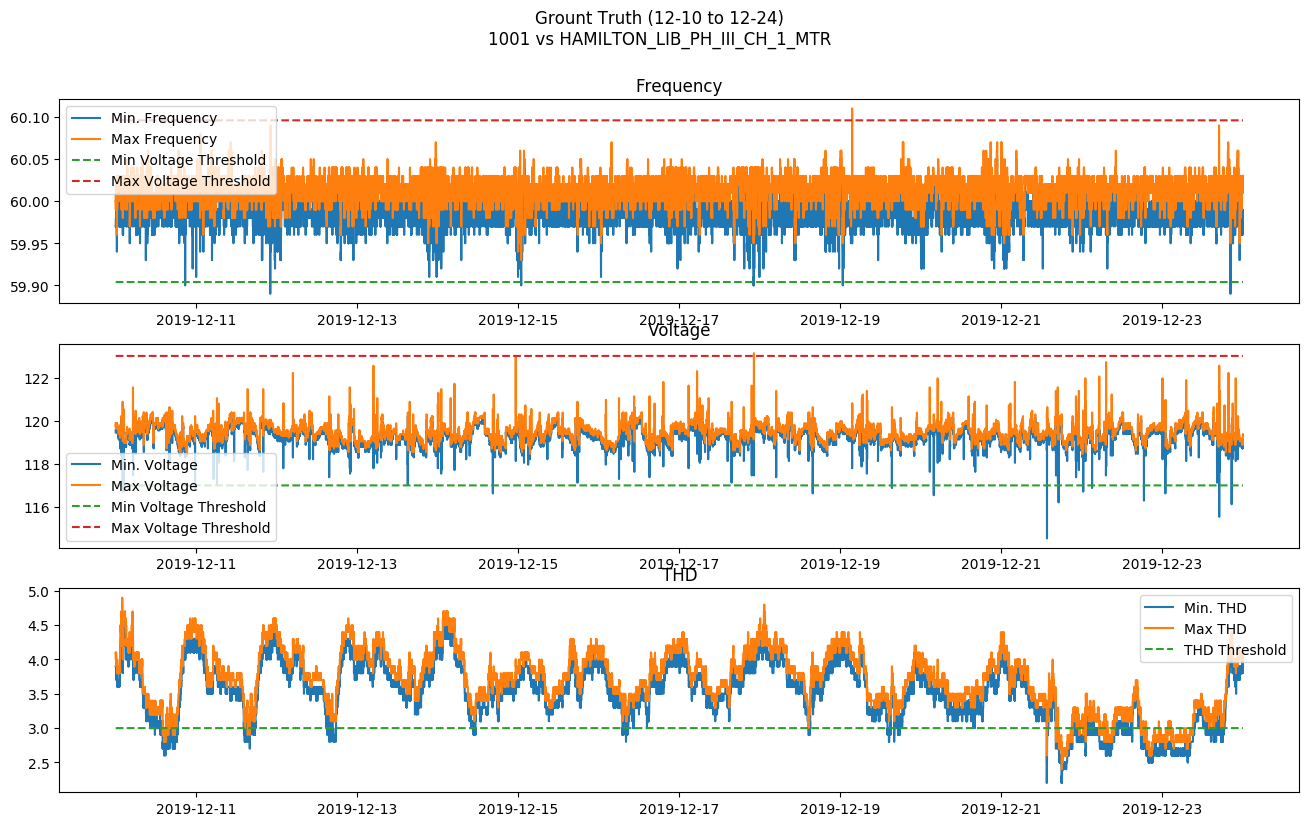 Grount Truth (12-10 to 12-24)
1001 vs HAMILTON_LIB_PH_III_CH_1_MTR
Frequency
60.10
60.05
60.00
59.95
59.90
Min. Frequency
Max Frequency
Min Voltage Threshold
Max Voltage Threshold
2019-12-11 2019-12-13 2019-12-15 2019-12-17 2019-12-19 2019-12-21 2019-12-23
Voltage
122
120
118
116
Min. Voltage
Max Voltage
Min Voltage Threshold
Max Voltage Threshold
2019-12-11 2019-12-13 2019-12-15 2019-12-17 2019-12-19 2019-12-21 2019-12-23
THD
5.0
4.5
4.0
3.5
3.0
2.5
Min. THD
Max THD
THD Threshold
2019-12-11 2019-12-13 2019-12-15 2019-12-17 2019-12-19 2019-12-21 2019-12-23